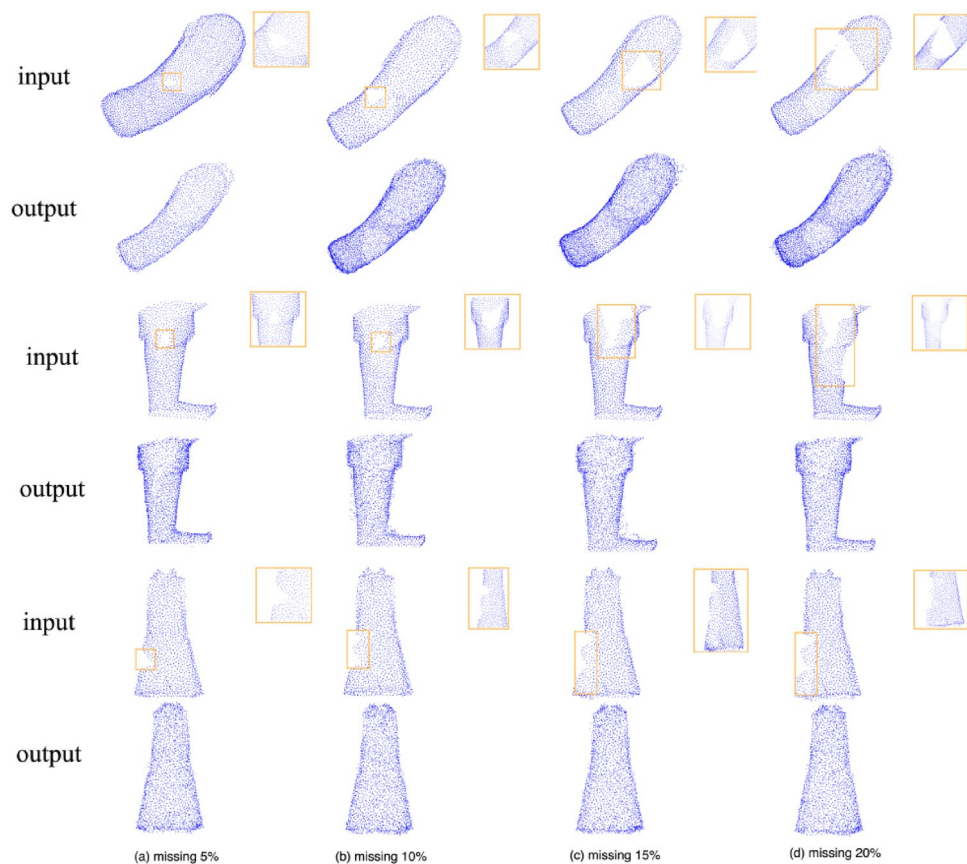 input
output
input
output
input
output
(a) missing 5% (b) missing 10% (c) missing 15% (d) missing 20%